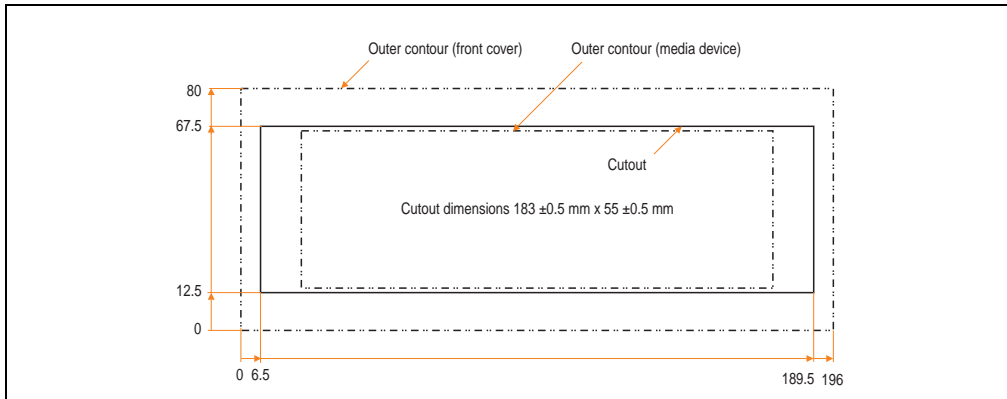 Outer contour (front cover)
Outer contour (media device)
80
67.5
Cutout
Cutout dimensions 183 ±0.5 mm x 55 ±0.5 mm
12.5
0
0 6.5
189.5 196